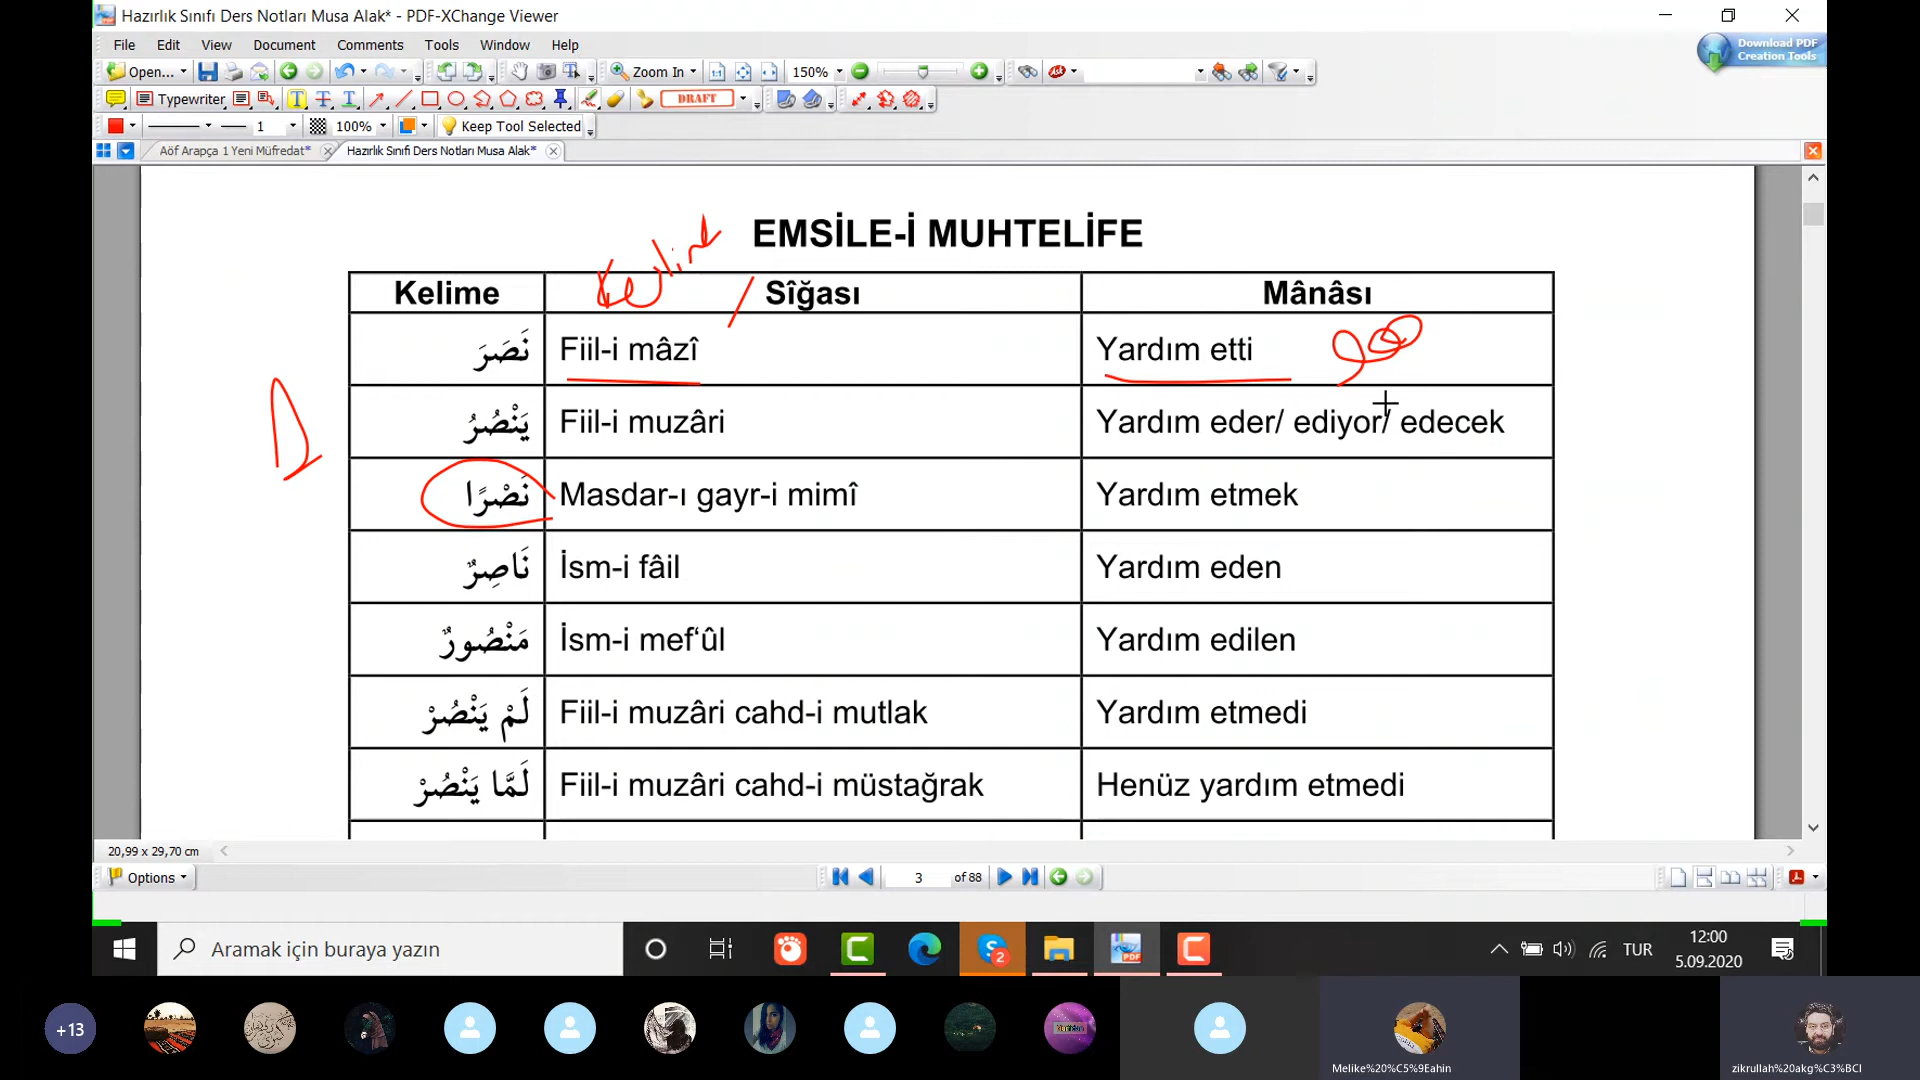 Hazırlık Sınıfı Ders Notları Musa Alak* - PDF-XChange Viewer
File Edit View Document Comments Tools Window Help
Download PDF
Creation Tools
Open... Zoom In 150%
Typewriter DRAFT
1 100% Keep Tool Selected
Aöf Arapça 1 Yeni Müfredat* Hazırlık Sınıfı Ders Notları Musa Alak*
EMSİLE-İ MUHTELİFE
Kelime Sîğası Mânâsı
نَصَرَ Fiil-i mâzî Yardım etti
يَنْصُرُ Fiil-i muzâri Yardım eder/ ediyor/ edecek
نَصْرًا Masdar-ı gayr-i mimî Yardım etmek
نَاصِرٌ İsm-i fâil Yardım eden
مَنْصُورٌ İsm-i mef‘ûl Yardım edilen
لَمْ يَنْصُرْ Fiil-i muzâri cahd-i mutlak Yardım etmedi
لَمَّا يَنْصُرْ Fiil-i muzâri cahd-i müstağrak Henüz yardım etmedi
20,99 x 29,70 cm
Options 3 of 88
Aramak için buraya yazın 2 TUR 12:00
5.09.2020
+13
Melike%20%C5%9Eahin zikrullah%20akg%C3%BCl